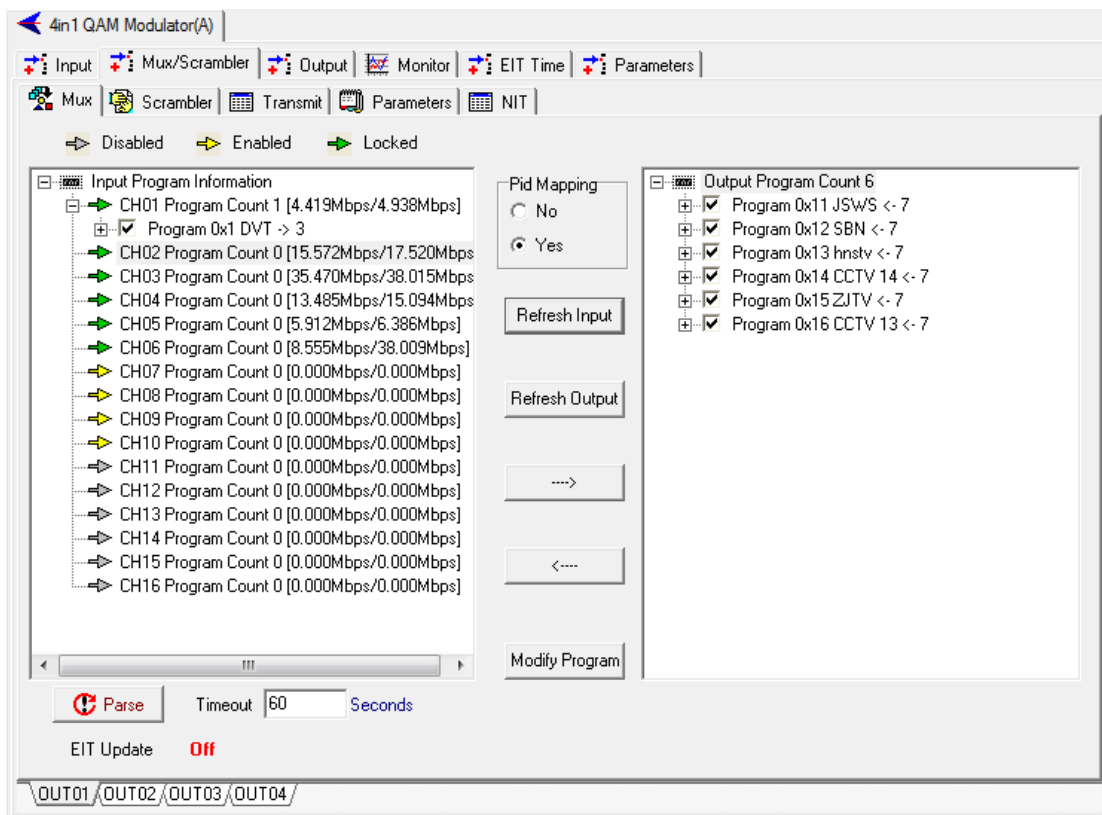 4in1 QAM Modulator(A)
Input Mux/Scrambler Output Monitor EIT Time Parameters
Mux Scrambler Transmit Parameters NIT
Disabled Enabled Locked
Input Program Information
CH01 Program Count 1 [4.419Mbps/4.938Mbps]
Program 0x1 DVT -> 3
CH02 Program Count 0 [15.572Mbps/17.520Mbps
CH03 Program Count 0 [35.470Mbps/38.015Mbps
CH04 Program Count 0 [13.485Mbps/15.094Mbps
CH05 Program Count 0 [5.912Mbps/6.386Mbps]
CH06 Program Count 0 [8.555Mbps/38.009Mbps]
CH07 Program Count 0 [0.000Mbps/0.000Mbps]
CH08 Program Count 0 [0.000Mbps/0.000Mbps]
CH09 Program Count 0 [0.000Mbps/0.000Mbps]
CH10 Program Count 0 [0.000Mbps/0.000Mbps]
CH11 Program Count 0 [0.000Mbps/0.000Mbps]
CH12 Program Count 0 [0.000Mbps/0.000Mbps]
CH13 Program Count 0 [0.000Mbps/0.000Mbps]
CH14 Program Count 0 [0.000Mbps/0.000Mbps]
CH15 Program Count 0 [0.000Mbps/0.000Mbps]
CH16 Program Count 0 [0.000Mbps/0.000Mbps]
Pid Mapping
No
Yes
Refresh Input
Refresh Output
---->
<----
Modify Program
Output Program Count 6
Program 0x11 JSWS <- 7
Program 0x12 SBN <- 7
Program 0x13 hnstv <- 7
Program 0x14 CCTV 14 <- 7
Program 0x15 ZJTV <- 7
Program 0x16 CCTV 13 <- 7
Parse Timeout 60 Seconds
EIT Update Off
OUT01 OUT02 OUT03 OUT04